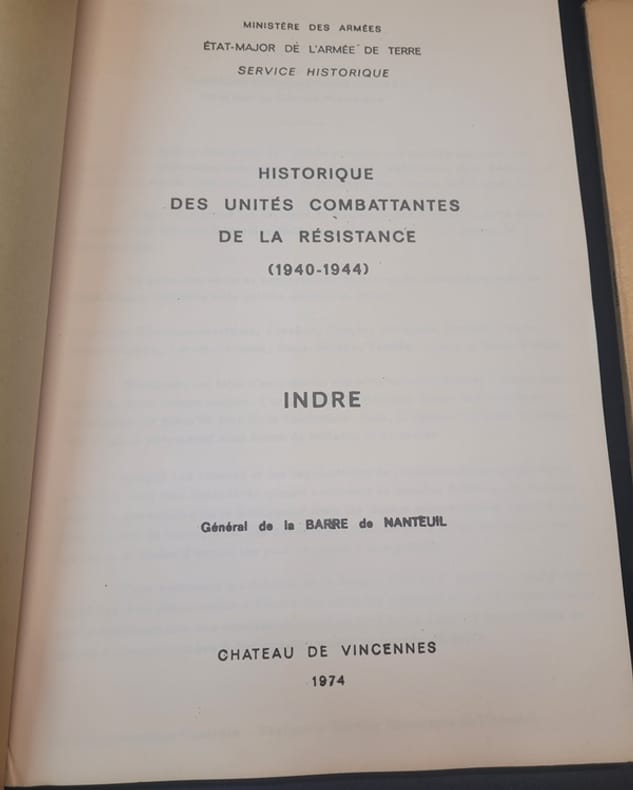 MINISTÈRE DES ARMÉES
ÉTAT-MAJOR DE L'ARMÉE DE TERRE
SERVICE HISTORIQUE
HISTORIQUE
DES UNITÉS COMBATTANTES
DE LA RÉSISTANCE
(1940-1944)
INDRE
Général de la BARRE de NANTEUIL
CHATEAU DE VINCENNES
1974